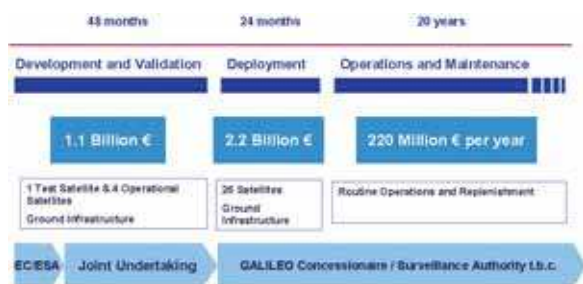 48 months 24 months 20 years
Development and Validation Deployment Operations and Maintenance
1.1 Billion € 2.2 Billion € 220 Million € per year
1 Test Satellite & 4 Operational
Satellites
Ground Infrastructure
26 Satellites
Ground
Infrastructure
Routine Operations and Replenishment
EC/ESA Joint Undertaking GALILEO Concessionaire / Surveillance Authority t.b.c.